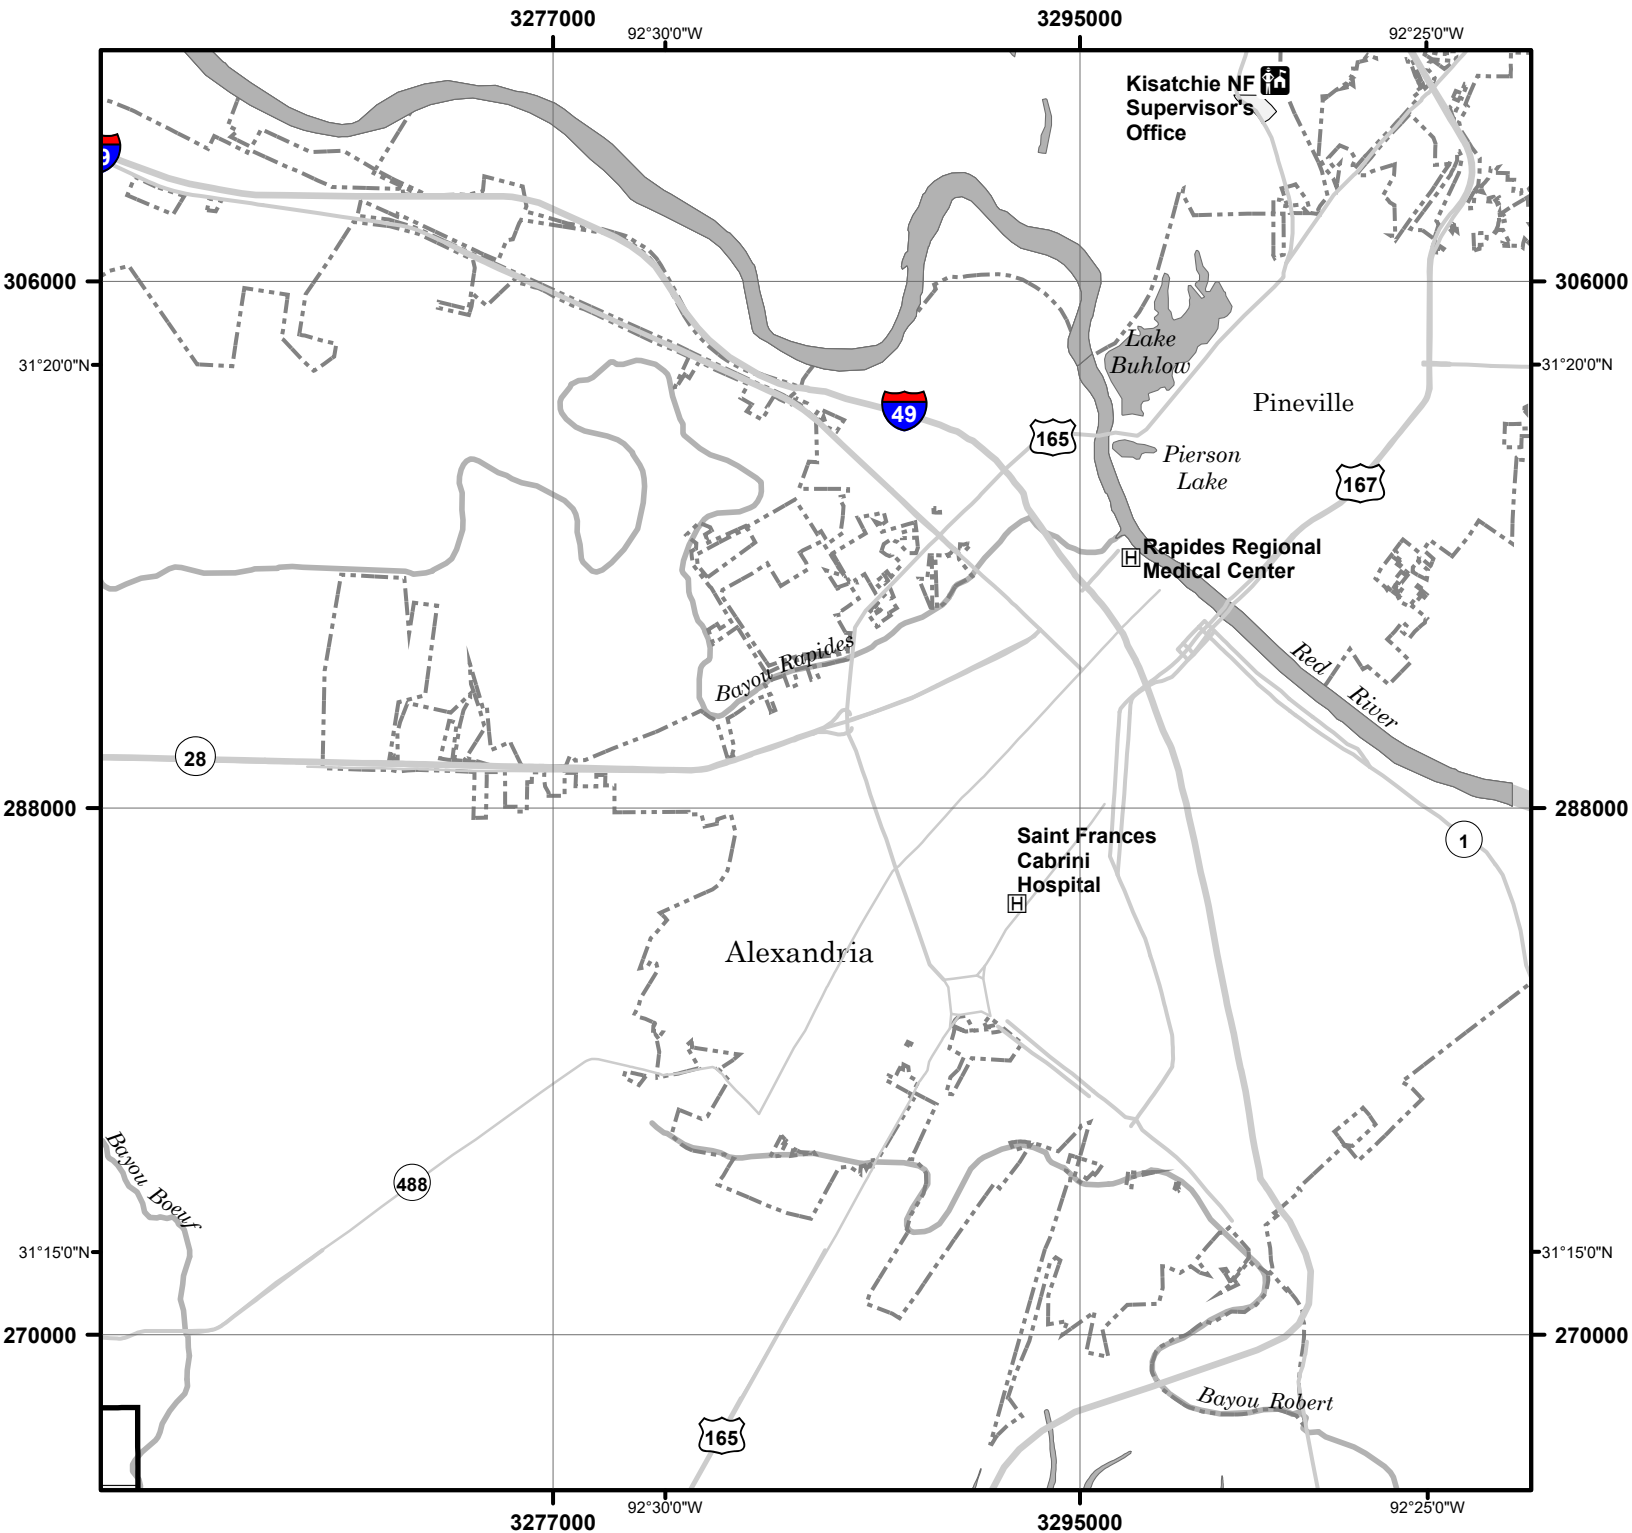 3277000
3295000
92°30'0"W
92°25'0"W
Kisatchie NF
Supervisor's
Office
9
306000
306000
31°20'0"N
31°20'0"N
Lake
Buhlow
Pineville
49
165
Pierson
Lake
167
Rapides Regional
Medical Center
Bayou Rapides
Red
River
28
288000
288000
1
Saint Frances
Cabrini
Hospital
H
H
Alexandria
Bayou Boeuf
488
31°15'0"N
31°15'0"N
270000
270000
Bayou Robert
165
92°30'0"W
92°25'0"W
3277000
3295000